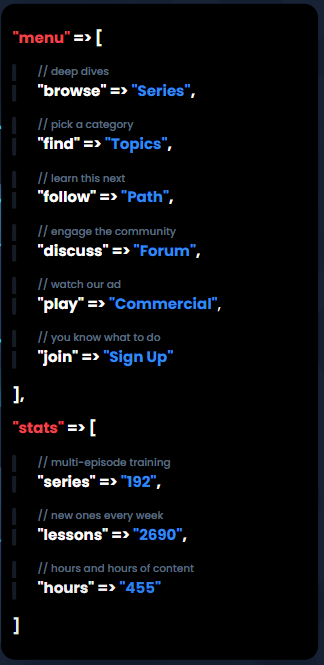 "menu" => [
// deep dives
"browse" => "Series",
// pick a category
"find" => "Topics",
// learn this next
"follow" => "Path",
// engage the community
"discuss" => "Forum",
// watch our ad
"play" => "Commercial",
// you know what to do
"join" => "Sign Up"
],
"stats" => [
// multi-episode training
"series" => "192",
// new ones every week
"lessons" => "2690",
// hours and hours of content
"hours" => "455"
]